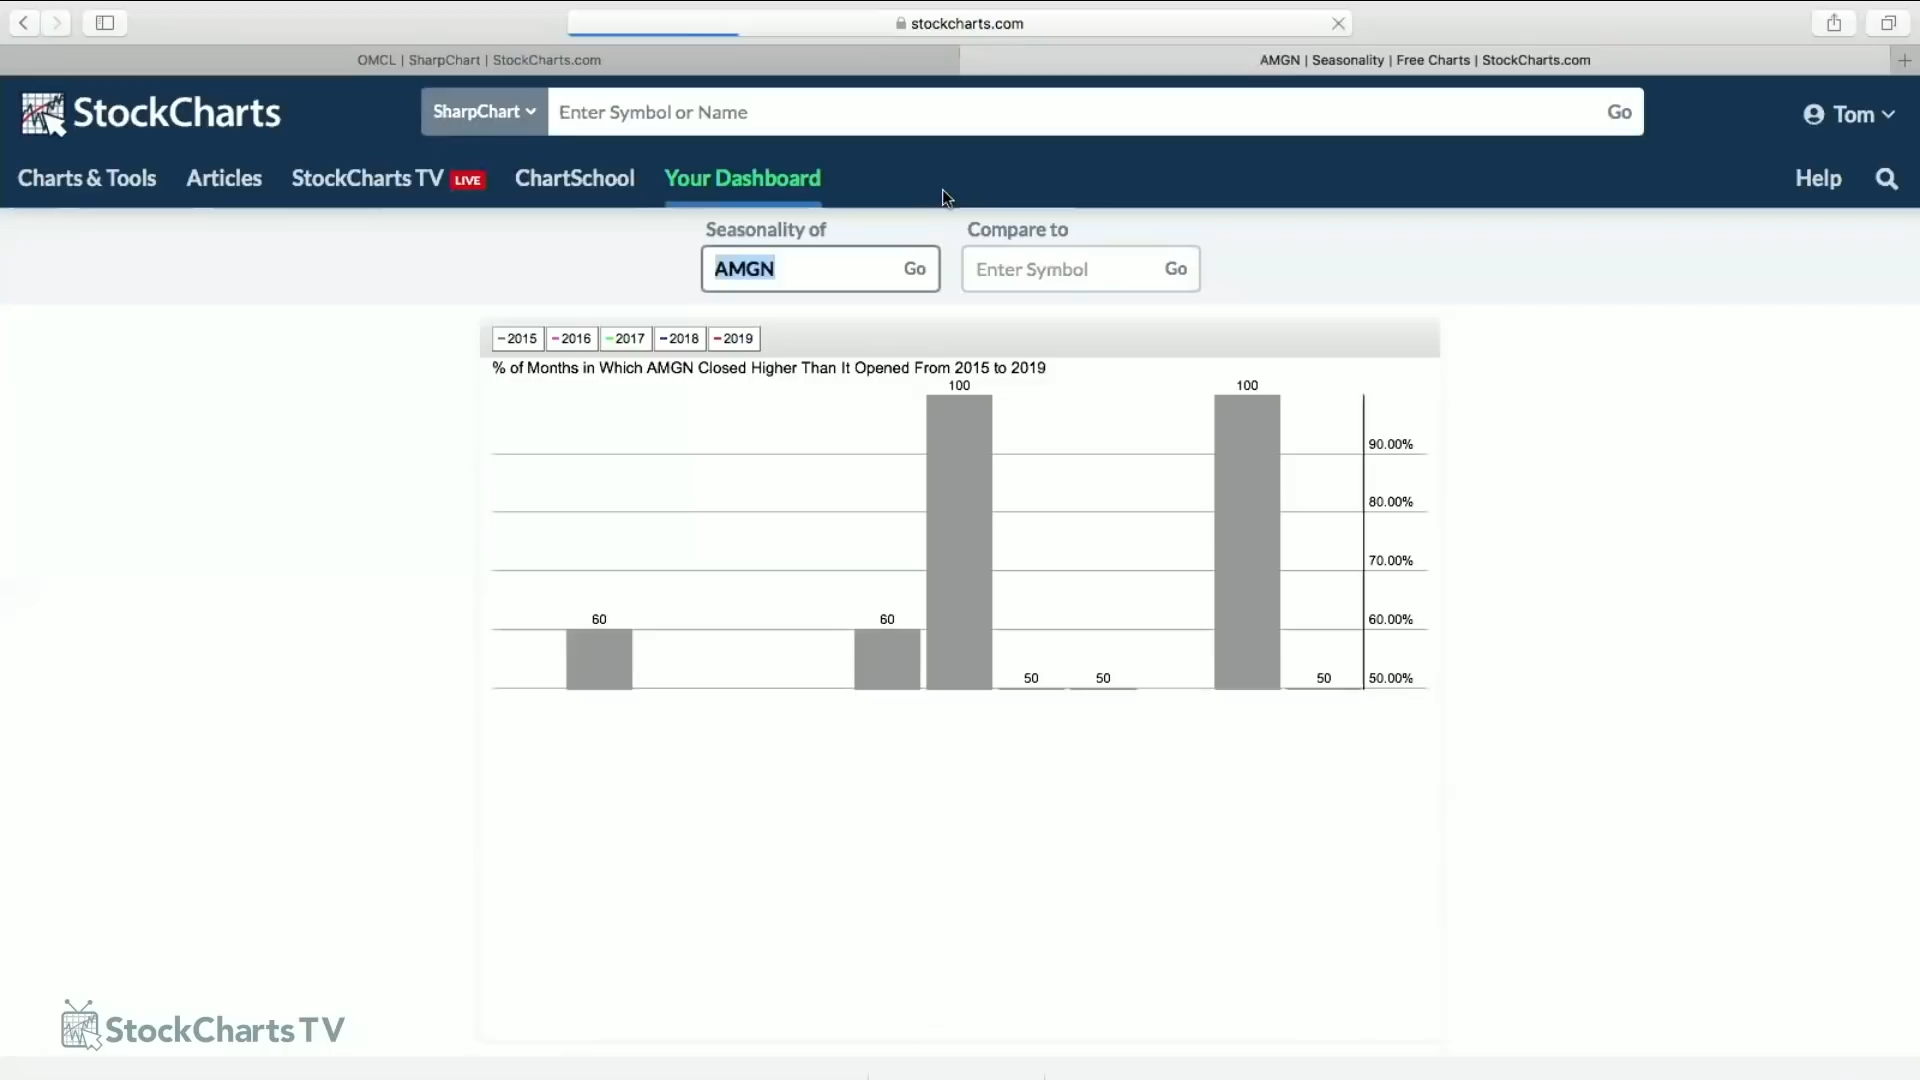 stockcharts.com
OMCL | SharpChart | StockCharts.com
AMGN | Seasonality | Free Charts | StockCharts.com
StockCharts
SharpChart
Enter Symbol or Name
Go
Tom
Charts & Tools
Articles
StockCharts TV LIVE
ChartSchool
Your Dashboard
Help
Seasonality of
Compare to
AMGN
Go
Enter Symbol
Go
2015
2016
2017
2018
2019
% of Months in Which AMGN Closed Higher Than It Opened From 2015 to 2019
100
100
90.00%
80.00%
70.00%
60
60
60.00%
50
50
50
50.00%
StockCharts TV